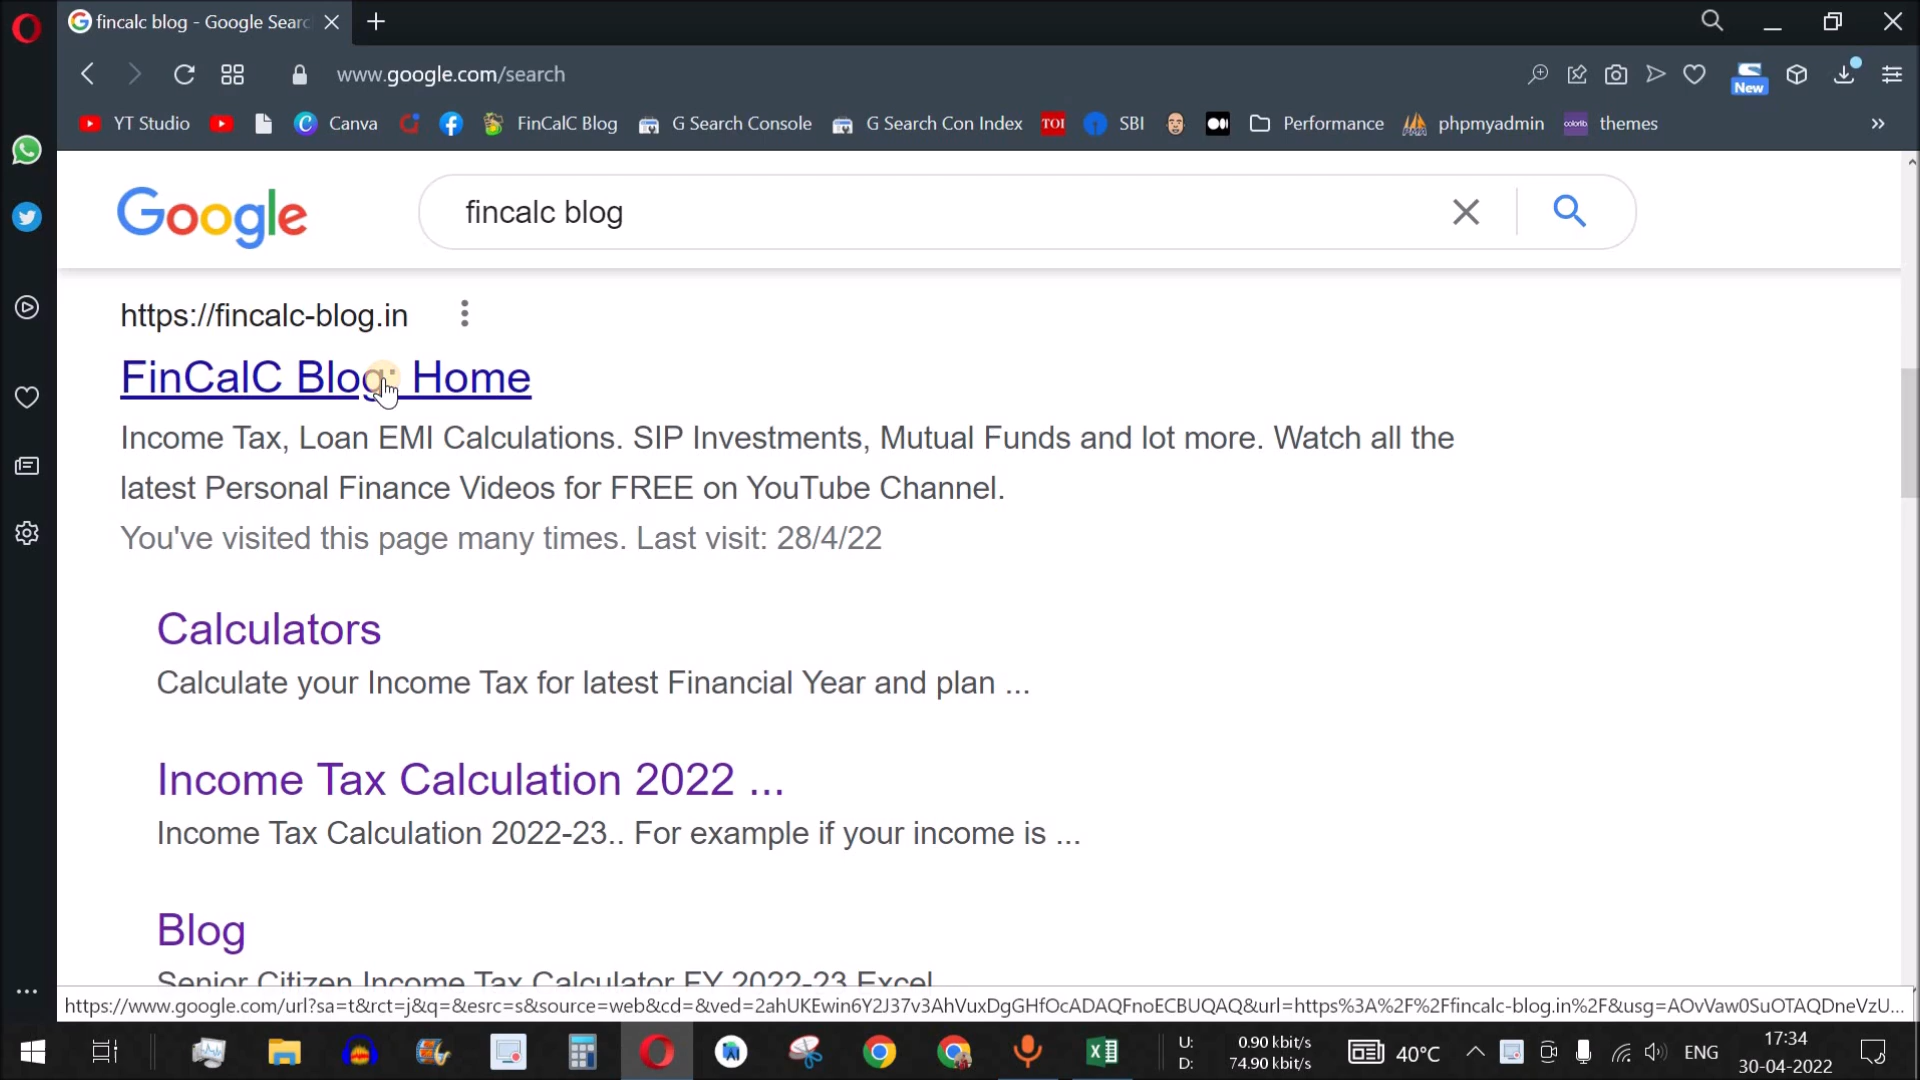 fincalc blog - Google Searc
www.google.com/search
New
YT Studio
Canva
FinCalC Blog
G Search Console
G Search Con Index
TOI
SBI
Performance
phpmyadmin
colorlib
themes
Google
fincalc blog
https://fincalc-blog.in
FinCalC Blog: Home
Income Tax, Loan EMI Calculations. SIP Investments, Mutual Funds and lot more. Watch all the
latest Personal Finance Videos for FREE on YouTube Channel.
You've visited this page many times. Last visit: 28/4/22
Calculators
Calculate your Income Tax for latest Financial Year and plan ...
Income Tax Calculation 2022 ...
Income Tax Calculation 2022-23.. For example if your income is ...
Blog
Senior Citizen Income Tax Calculator FY 2022-23 Excel
https://www.google.com/url?sa=t&rct=j&q=&esrc=s&source=web&cd=&ved=2ahUKEwin6Y2J37v3AhVuxDgGHfOcADAQFnoECBUQAQ&url=https%3A%2F%2Ffincalc-blog.in%2F&usg=AOvVaw0SuOTAQDneVzU...
U: 0.90 kbit/s
D: 74.90 kbit/s
40°C
ENG
17:34
30-04-2022